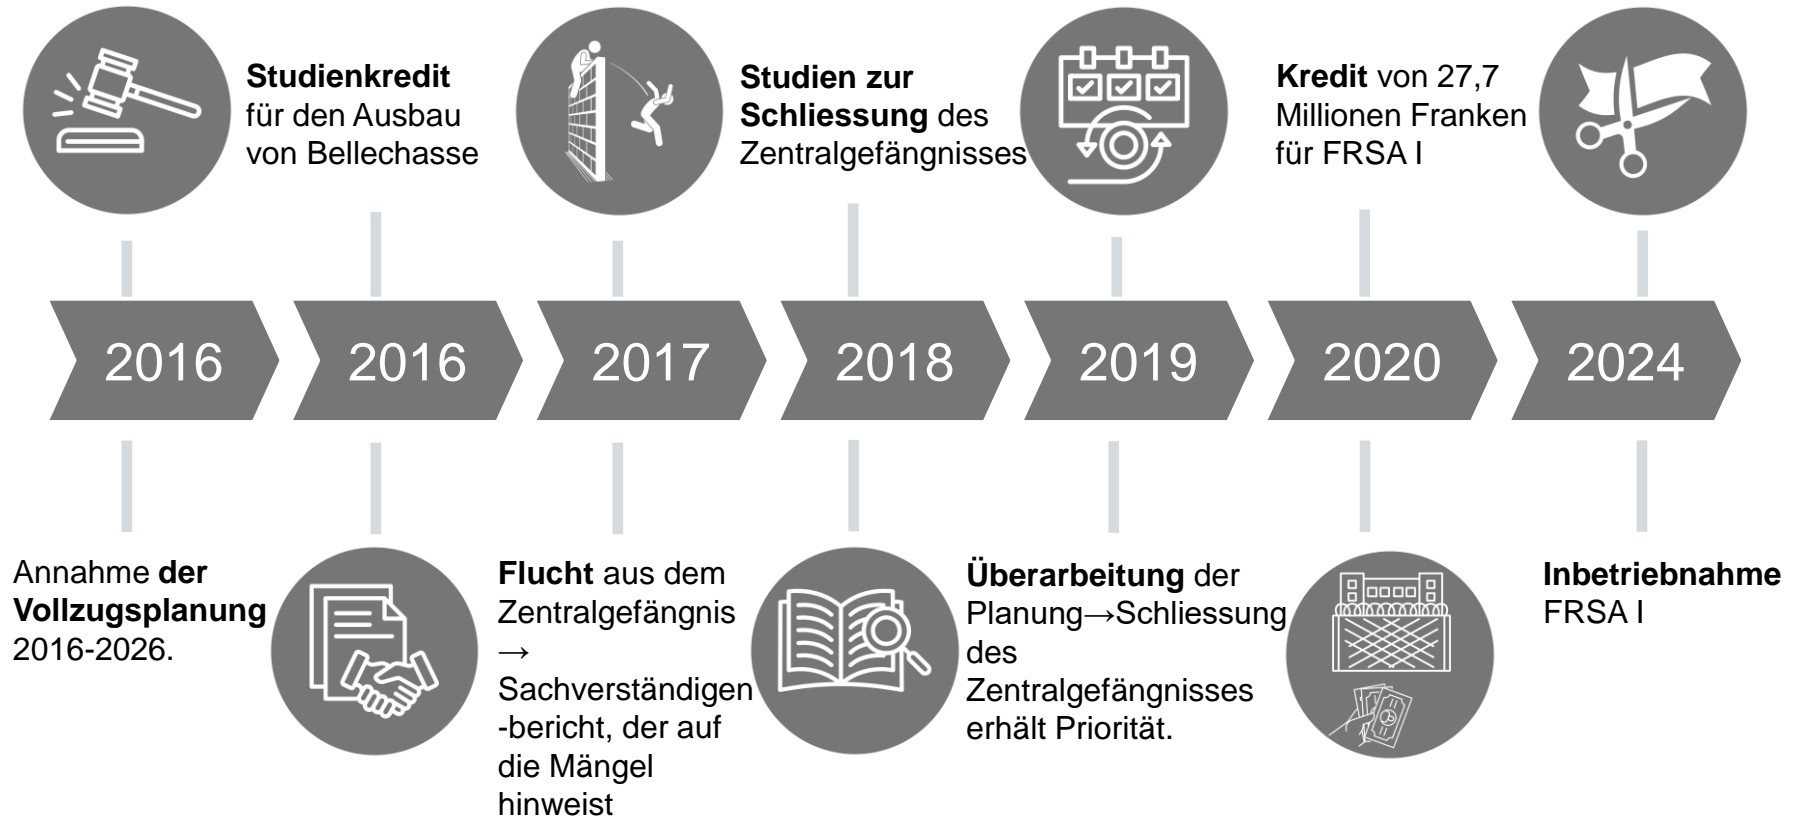 Studienkredit
für den Ausbau
von Bellechasse
Studien zur
Schliessung des
Zentralgefängnisses
Kredit von 27,7
Millionen Franken
für FRSA I
2016
2016
2017
2018
2019
2020
2024
Annahme der
Vollzugsplanung
2016-2026.
Flucht aus dem
Zentralgefängnis
→
Sachverständigen
-bericht, der auf
die Mängel
hinweist
Überarbeitung der
Planung→Schliessung
des
Zentralgefängnisses
erhält Priorität.
Inbetriebnahme
FRSA I